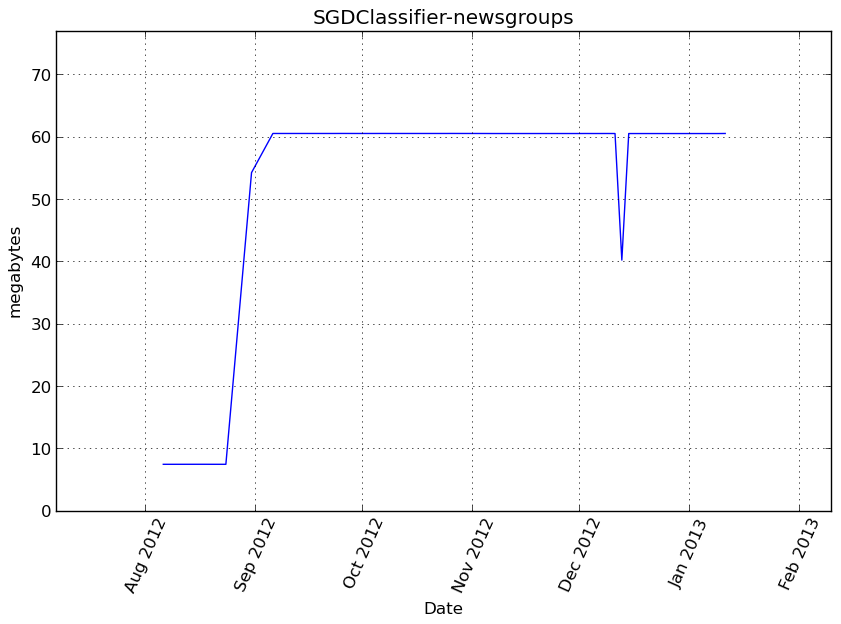 SGDClassifier-newsgroups
70
60
50
40
30
20
10
0
megabytes
Aug 2012
Sep 2012
Oct 2012
Nov 2012
Dec 2012
Jan 2013
Feb 2013
Date